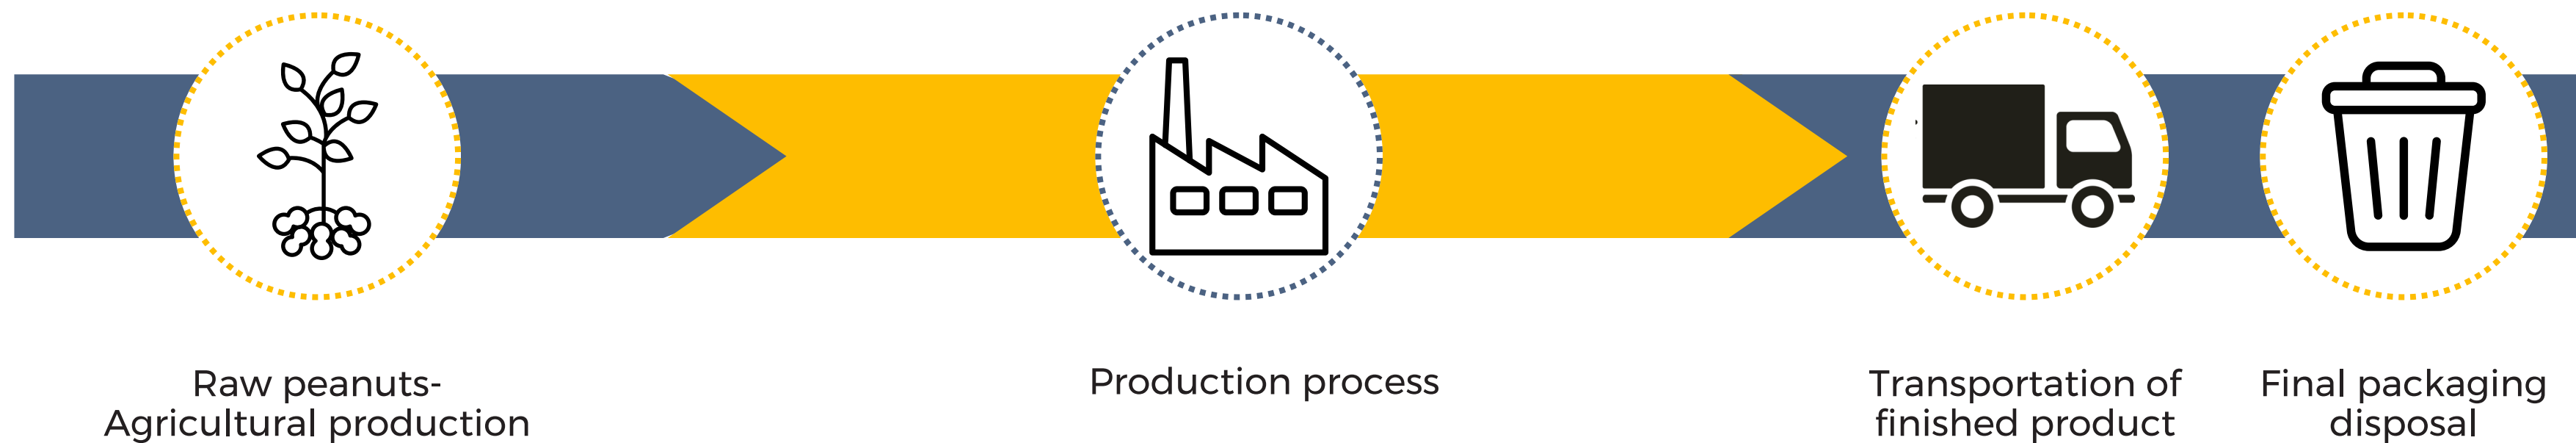 Raw peanuts-
Agricultural production
Production process
Transportation of
finished product
Final packaging
disposal